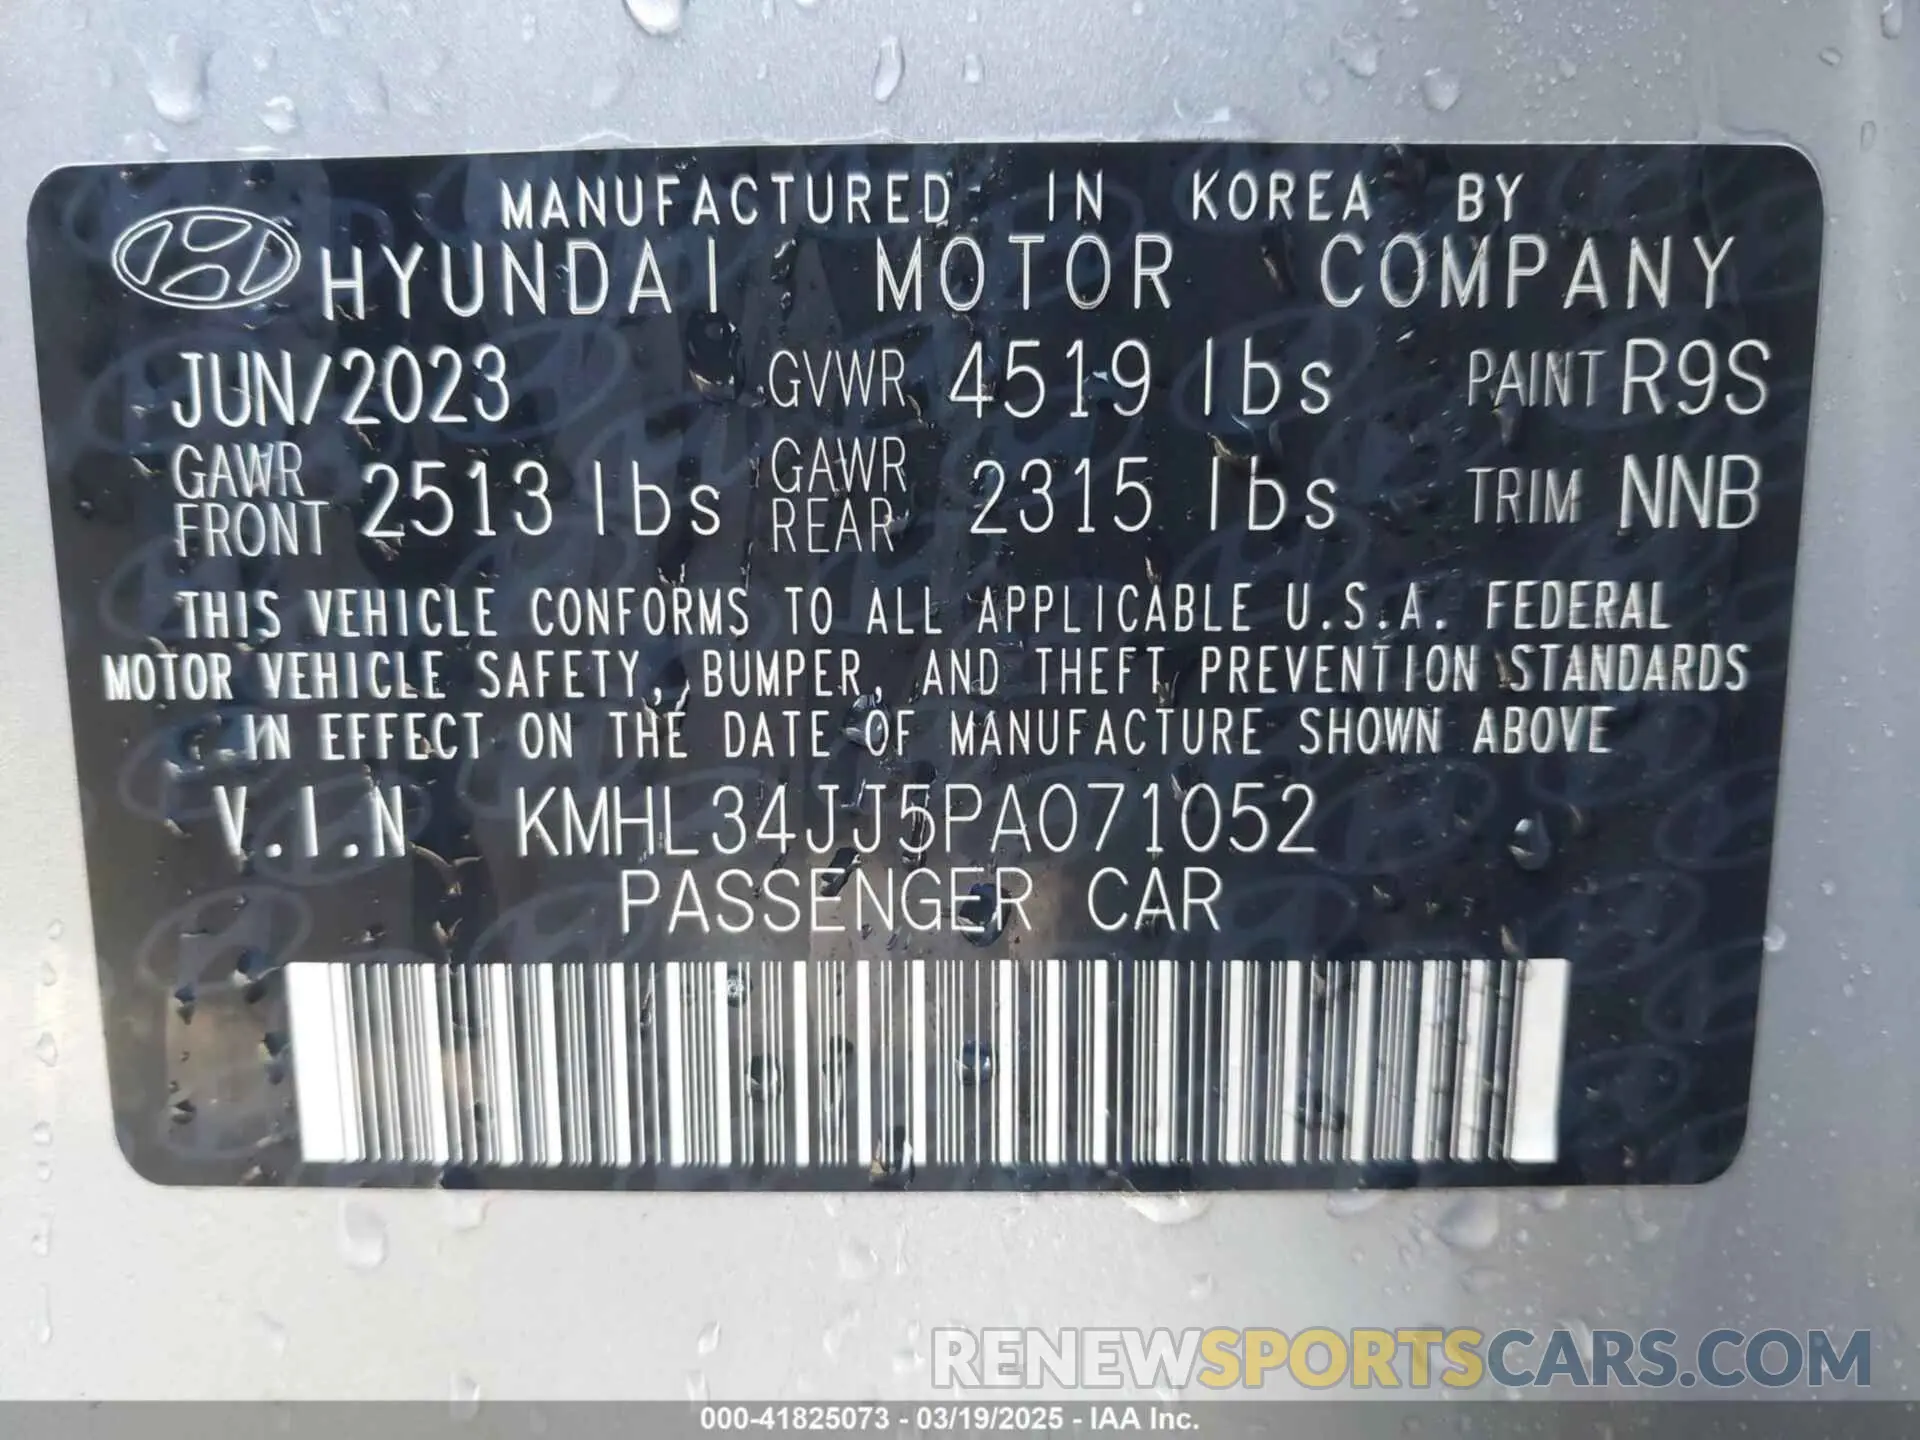 MANUFACTURED IN KOREA BY
HYUNDAI MOTOR COMPANY
JUN/2023 GVWR 4519 lbs PAINT R9S
GAWR FRONT 2513 lbs GAWR REAR 2315 lbs TRIM NNB
THIS VEHICLE CONFORMS TO ALL APPLICABLE U.S.A. FEDERAL
MOTOR VEHICLE SAFETY, BUMPER, AND THEFT PREVENTION STANDARDS
IN EFFECT ON THE DATE OF MANUFACTURE SHOWN ABOVE
V.I.N KMHL34JJ5PA071052
PASSENGER CAR
RENEWSPORTSCARS.COM
000-41825073 - 03/19/2025 - IAA Inc.